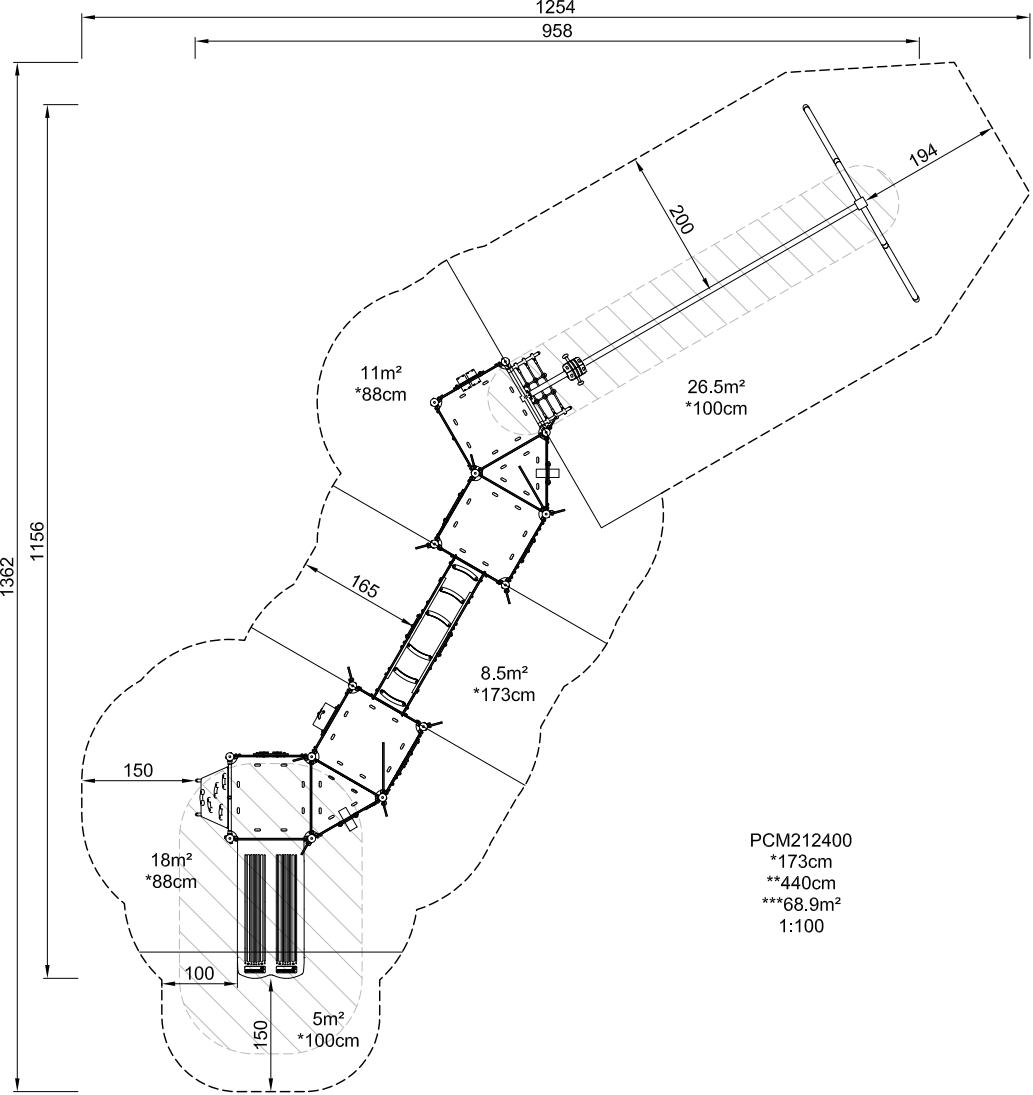 1254
958
194
200
11m²
*88cm
26.5m²
*100cm
1156
1362
165
8.5m²
*173cm
150
18m²
*88cm
PCM212400
*173cm
**440cm
***68.9m²
1:100
100
5m²
*100cm
150